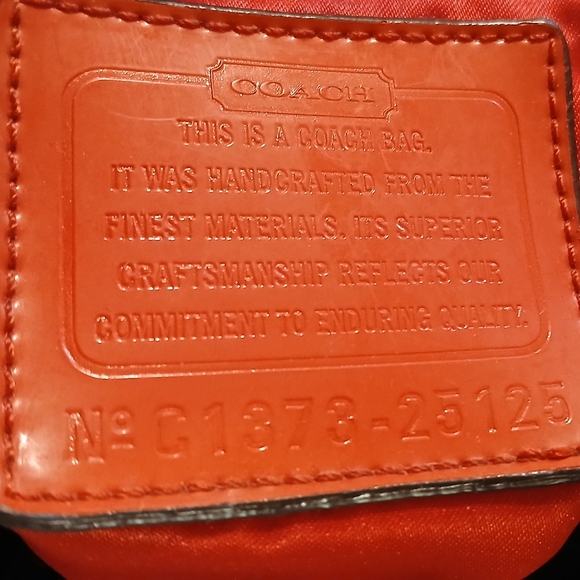 COACH
THIS IS A COACH BAG.
IT WAS HANDCRAFTED FROM THE
FINEST MATERIALS. ITS SUPERIOR
CRAFTSMANSHIP REFLECTS OUR
COMMITMENT TO ENDURING QUALITY.
Nº C1373-25125